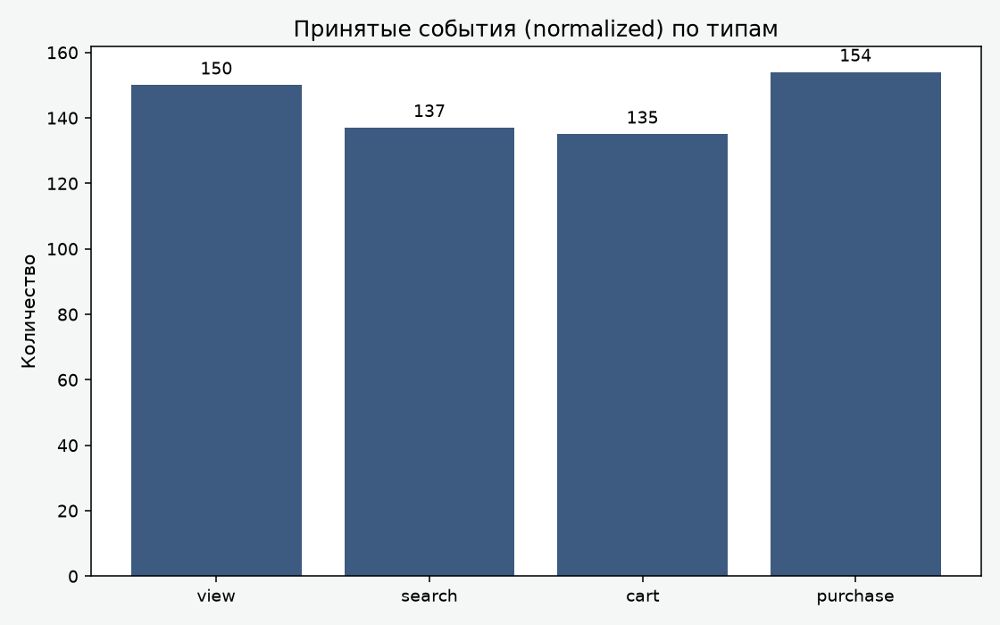 Принятые события (normalized) по типам
160
140
120
100
80
60
40
20
0
Количество
150
137
135
154
view
search
cart
purchase